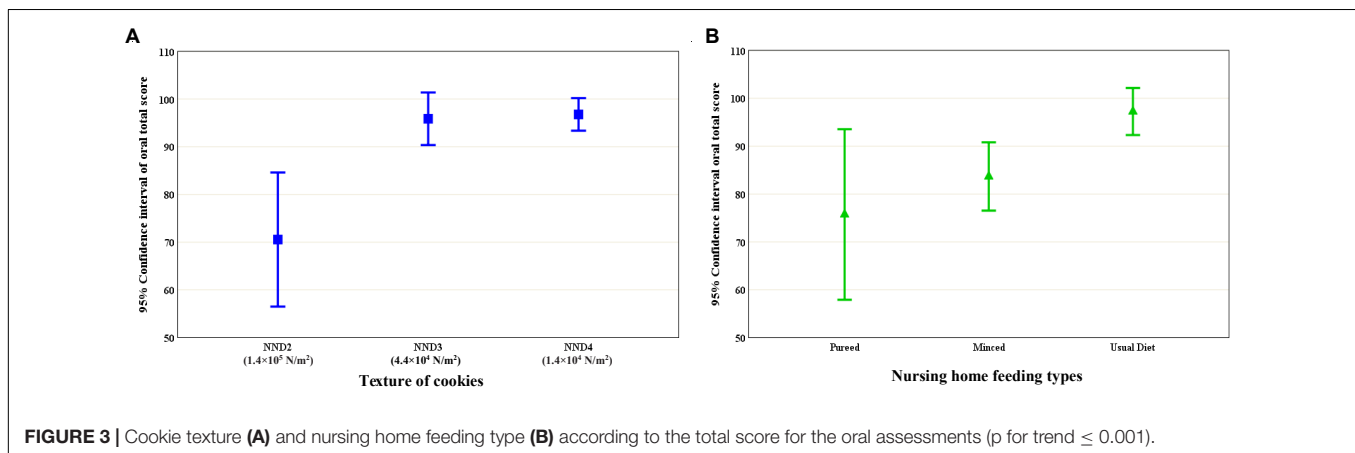 A
95% Confidence interval of oral total score
110
100
90
80
70
60
50
NND2
(1.4×10⁵ N/m²)
NND3
(4.4×10⁴ N/m²)
NND4
(1.4×10⁴ N/m²)
Texture of cookies
B
95% Confidence interval oral total score
110
100
90
80
70
60
50
Pureed
Minced
Usual Diet
Nursing home feeding types
FIGURE 3 | Cookie texture (A) and nursing home feeding type (B) according to the total score for the oral assessments (p for trend ≤ 0.001).